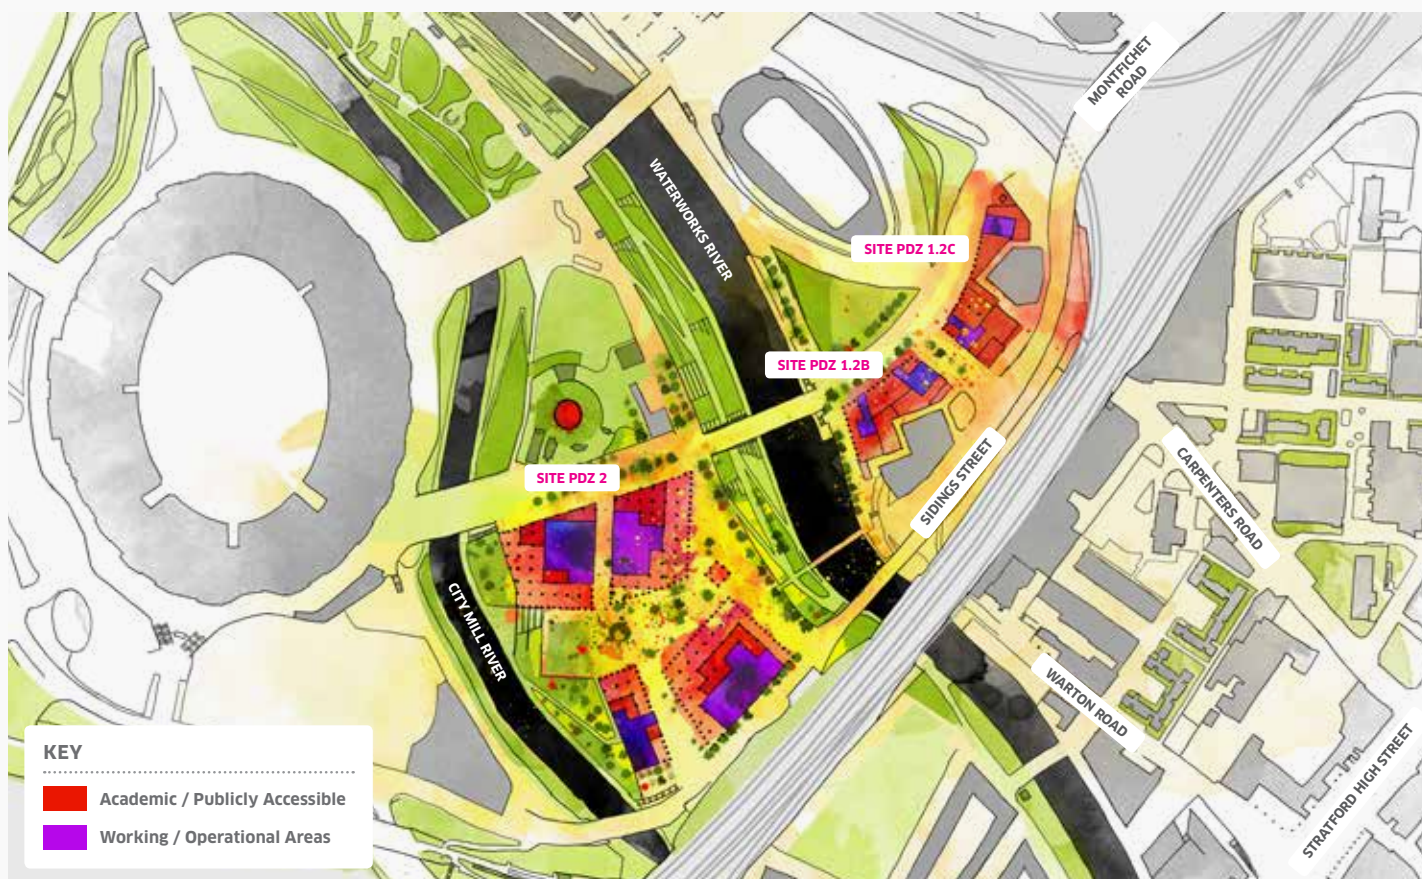 MONTFICHET
ROAD
WATERWORKS RIVER
SITE PDZ 1.2C
SITE PDZ 1.2B
SIDINGS STREET
CARPENTERS ROAD
SITE PDZ 2
CITY MILL RIVER
WARTON ROAD
STRATFORD HIGH STREET
KEY
Academic / Publicly Accessible
Working / Operational Areas